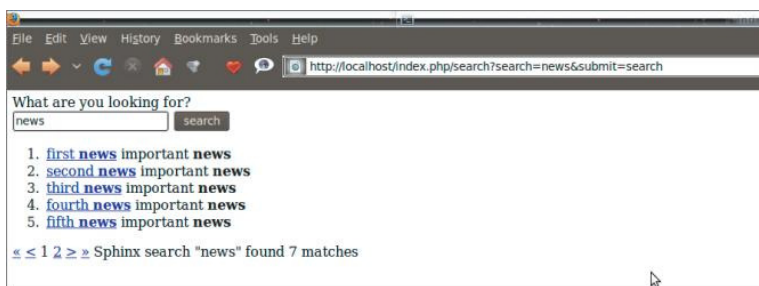 File Edit View History Bookmarks Tools Help
http://localhost/index.php/search?search=news&submit=search
What are you looking for?
news search
1. first news important news
2. second news important news
3. third news important news
4. fourth news important news
5. fifth news important news
« < 1 2 > » Sphinx search "news" found 7 matches